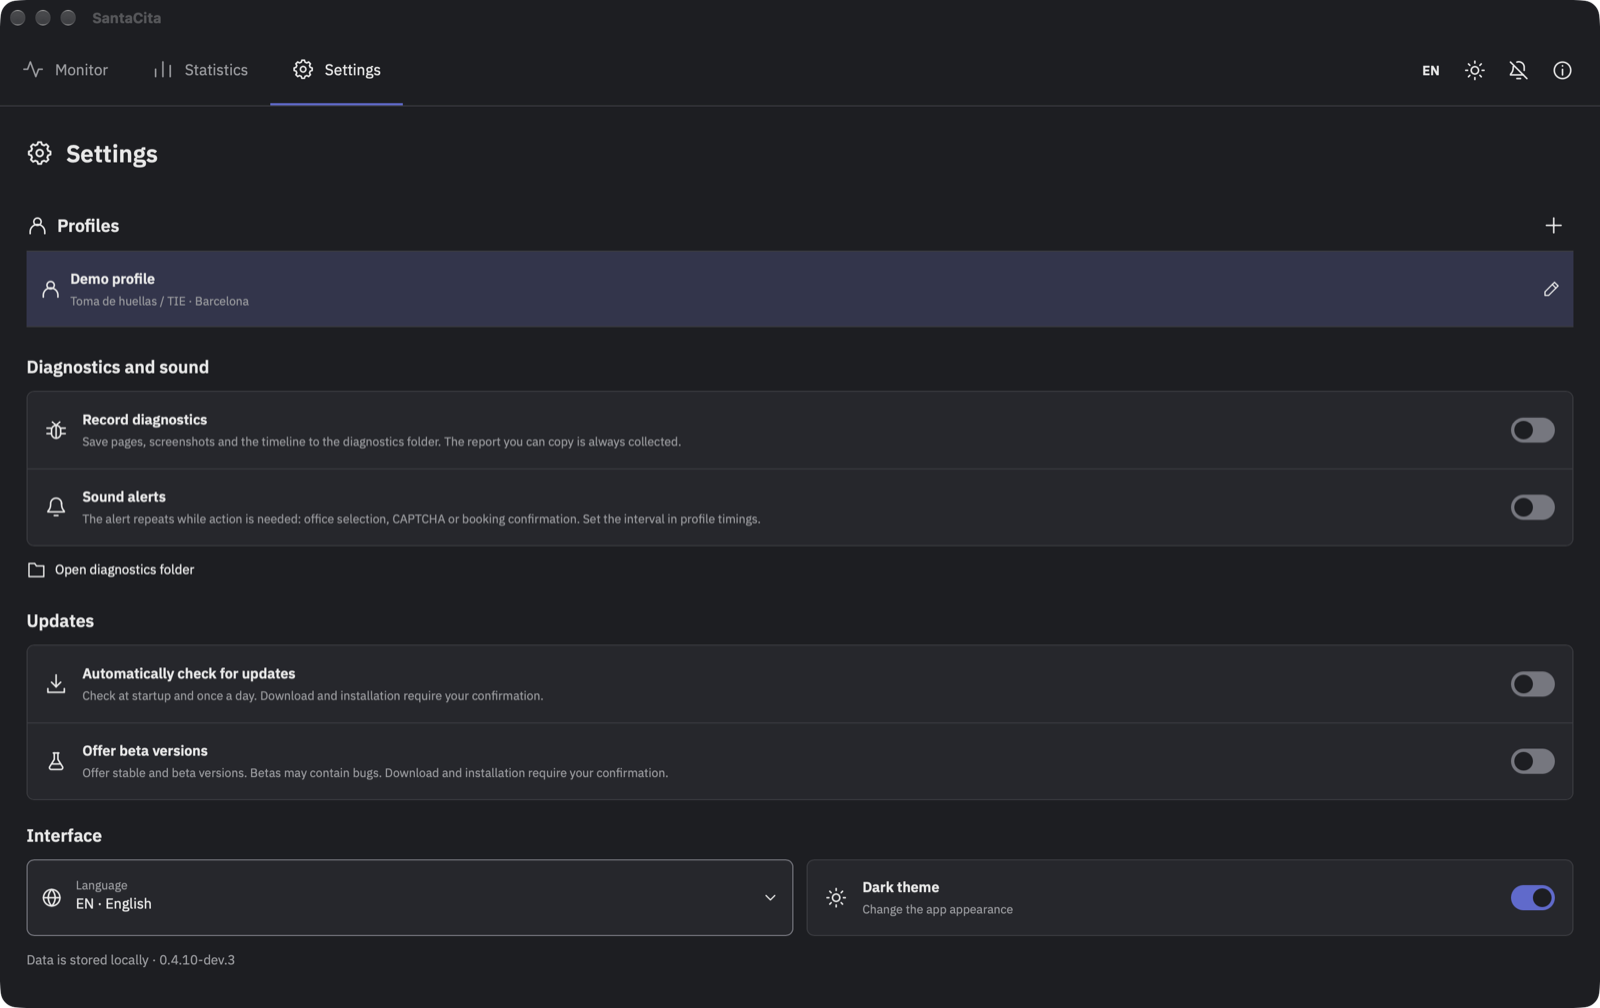 SantaCita
Monitor
Statistics
Settings
EN
Settings
Profiles
Demo profile
Toma de huellas / TIE · Barcelona
Diagnostics and sound
Record diagnostics
Save pages, screenshots and the timeline to the diagnostics folder. The report you can copy is always collected.
Sound alerts
The alert repeats while action is needed: office selection, CAPTCHA or booking confirmation. Set the interval in profile timings.
Open diagnostics folder
Updates
Automatically check for updates
Check at startup and once a day. Download and installation require your confirmation.
Offer beta versions
Offer stable and beta versions. Betas may contain bugs. Download and installation require your confirmation.
Interface
Language
EN · English
Dark theme
Change the app appearance
Data is stored locally · 0.4.10-dev.3